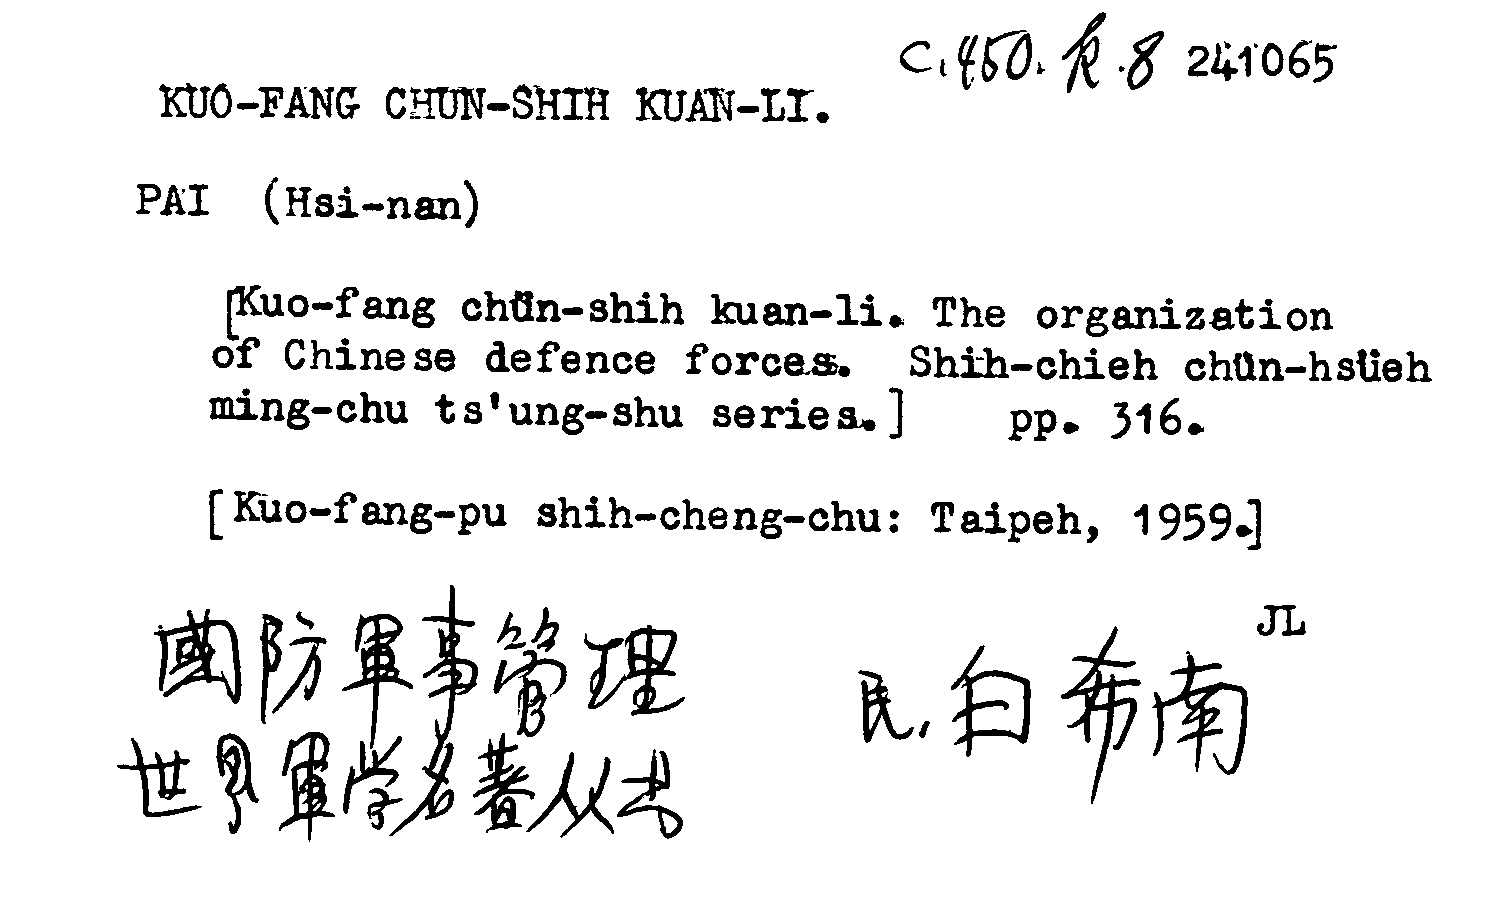 C.450.k.8 241065
KUO-FANG CHUN-SHIH KUAN-LI.
PAI (Hsi-nan)
[Kuo-fang chün-shih kuan-li. The organization
of Chinese defence forces. Shih-chieh chün-hsüeh
ming-chu ts'ung-shu series.] pp. 316.
[Kuo-fang-pu shih-cheng-chu: Taipeh, 1959.]
JL
國防軍事管理
民. 白希南
世界軍学名著从书